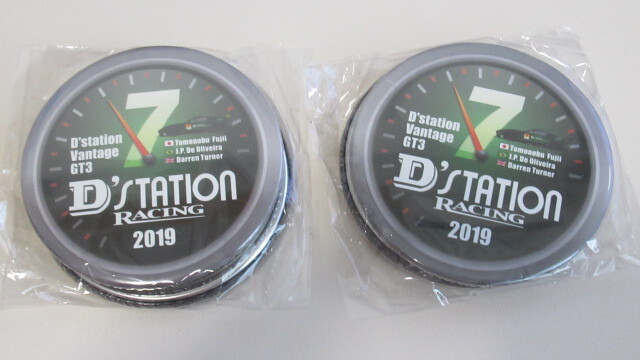 7
D'station
Vantage
GT3
Tomonobu Fujii
J.P. De Oliveira
Darren Turner
D'STATION
RACING
2019
7
D'station
Vantage
GT3
Tomonobu Fujii
J.P. De Oliveira
Darren Turner
D'STATION
RACING
2019